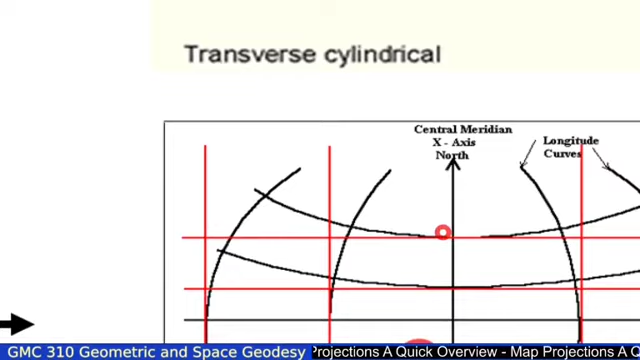 Transverse cylindrical
Central Meridian
X - Axis
North
Longitude
Curves
GMC 310 Geometric and Space Geodesy
Projections A Quick Overview - Map Projections A